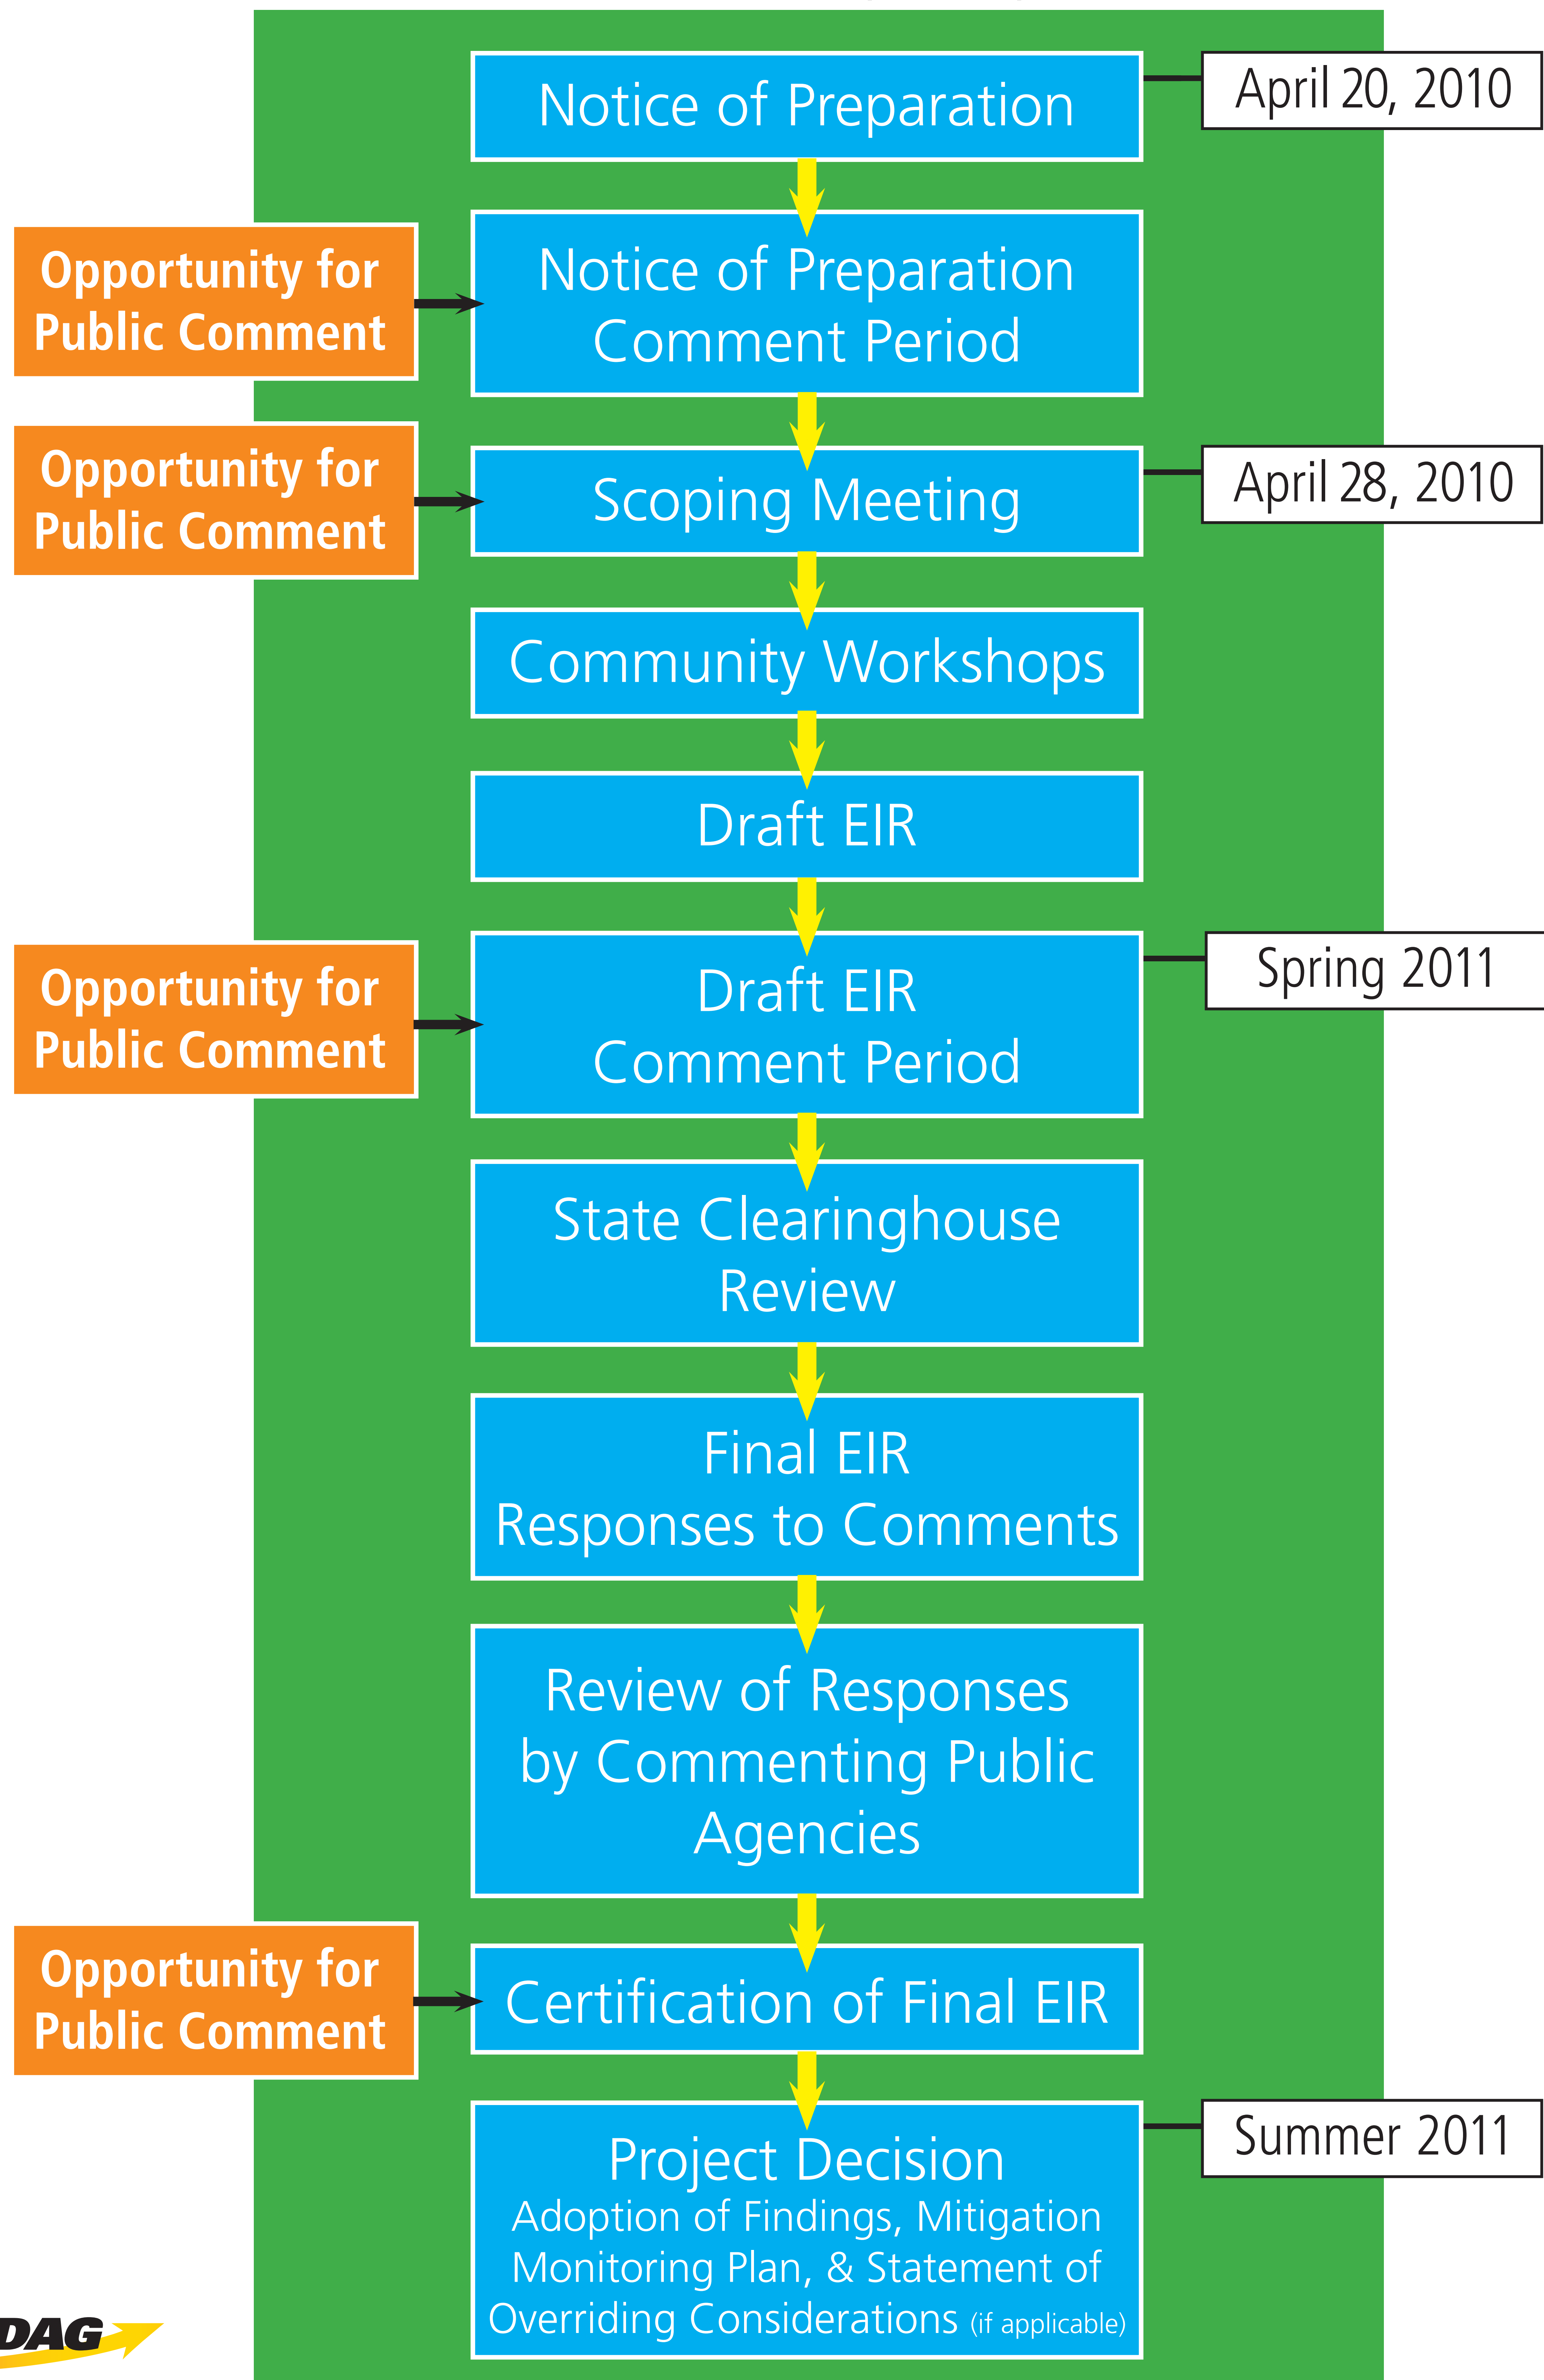 Notice of Preparation
April 20, 2010
Opportunity for
Public Comment
Notice of Preparation
Comment Period
Opportunity for
Public Comment
Scoping Meeting
April 28, 2010
Community Workshops
Draft EIR
Opportunity for
Public Comment
Draft EIR
Comment Period
Spring 2011
State Clearinghouse
Review
Final EIR
Responses to Comments
Review of Responses
by Commenting Public
Agencies
Opportunity for
Public Comment
Certification of Final EIR
Project Decision
Adoption of Findings, Mitigation
Monitoring Plan, & Statement of
Overriding Considerations (if applicable)
Summer 2011
DAG